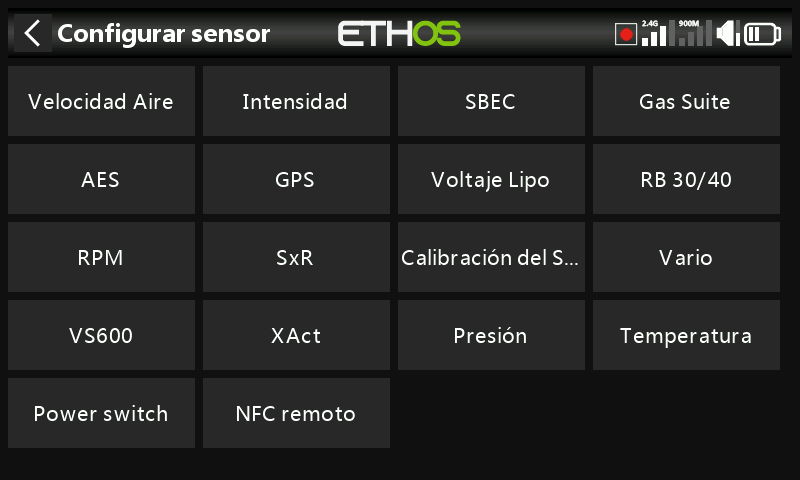 Configurar sensor
ETHOS
2.4G
900M
Velocidad Aire
Intensidad
SBEC
Gas Suite
AES
GPS
Voltaje Lipo
RB 30/40
RPM
SxR
Calibración del S...
Vario
VS600
XAct
Presión
Temperatura
Power switch
NFC remoto